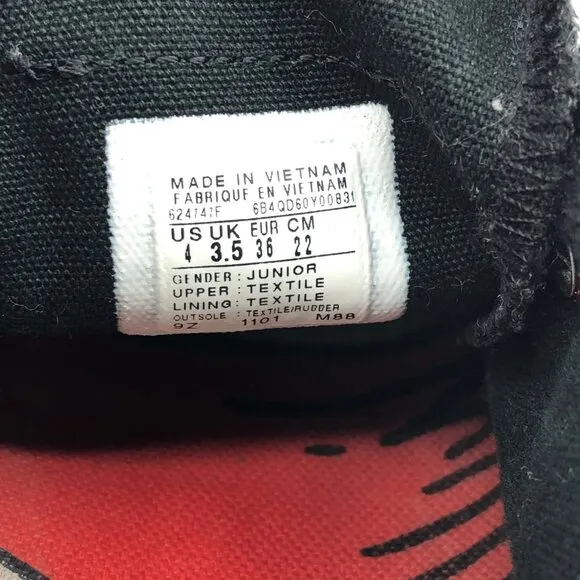 MADE IN VIETNAM
FABRIQUE EN VIETNAM
624747F 6B4QD60Y00831
US UK EUR CM
4 3.5 36 22
GENDER : JUNIOR
UPPER : TEXTILE
LINING : TEXTILE
OUTSOLE : TEXTILE/RUBBER
9Z 1101 M88